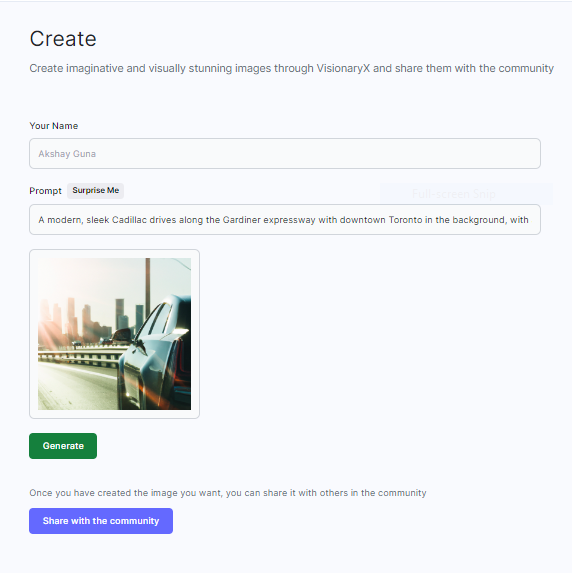 Create
Create imaginative and visually stunning images through VisionaryX and share them with the community
Your Name
Akshay Guna
Prompt Surprise Me
Full-screen Snip
A modern, sleek Cadillac drives along the Gardiner expressway with downtown Toronto in the background, with
Generate
Once you have created the image you want, you can share it with others in the community
Share with the community